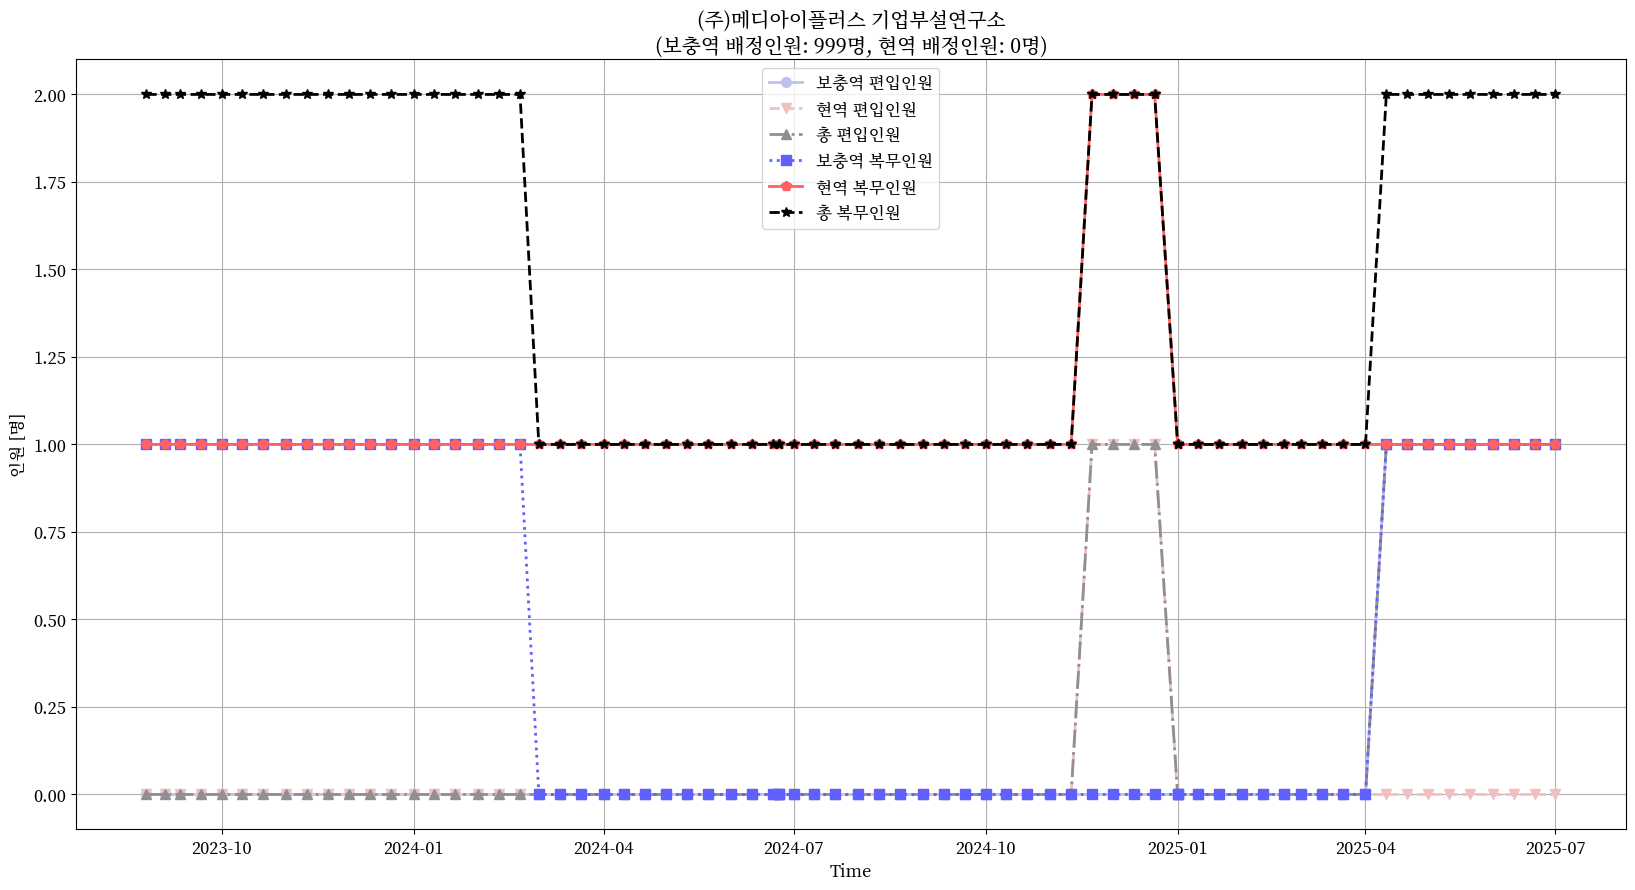 (주)메디아이플러스 기업부설연구소
(보충역 배정인원: 999명, 현역 배정인원: 0명)
보충역 편입인원
현역 편입인원
총 편입인원
보충역 복무인원
현역 복무인원
총 복무인원
인원 [명]
2.00
1.75
1.50
1.25
1.00
0.75
0.50
0.25
0.00
2023-10
2024-01
2024-04
2024-07
2024-10
2025-01
2025-04
2025-07
Time